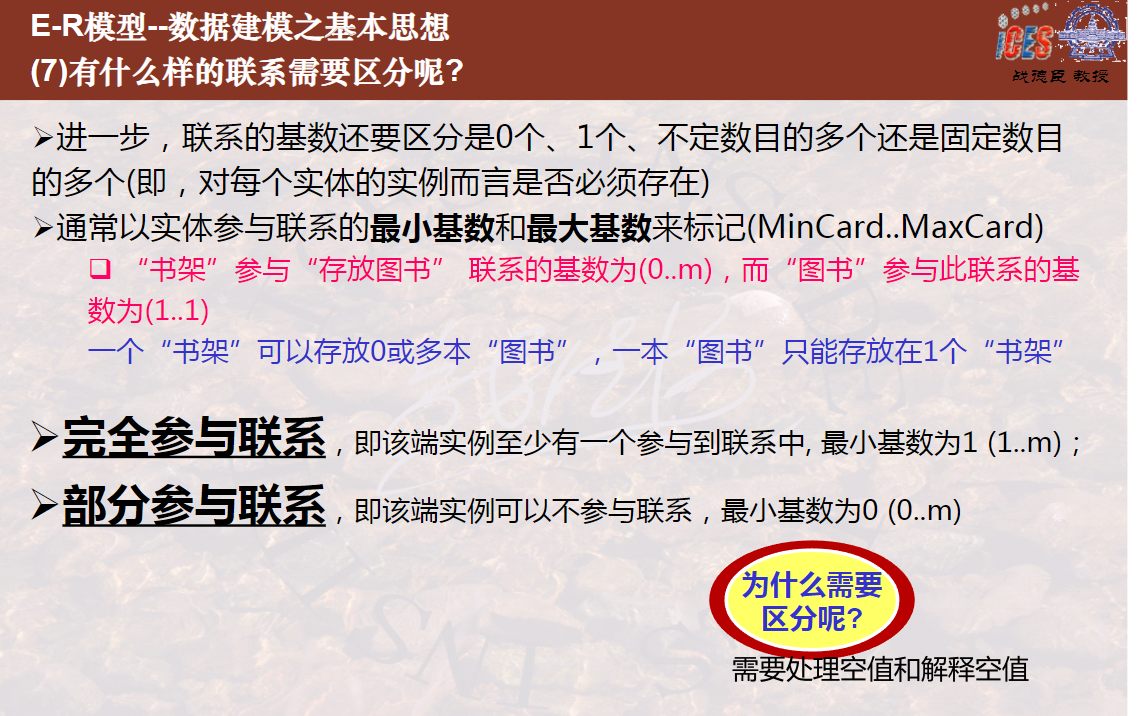 E-R模型--数据建模之基本思想
(7)有什么样的联系需要区分呢?
iCES
战德臣 教授
➢进一步，联系的基数还要区分是0个、1个、不定数目的多个还是固定数目
的多个(即，对每个实体的实例而言是否必须存在)
➢通常以实体参与联系的最小基数和最大基数来标记(MinCard..MaxCard)
❑ “书架”参与“存放图书” 联系的基数为(0..m)，而“图书”参与此联系的基
数为(1..1)
一个“书架”可以存放0或多本“图书”，一本“图书”只能存放在1个“书架”
➢完全参与联系，即该端实例至少有一个参与到联系中, 最小基数为1 (1..m)；
➢部分参与联系，即该端实例可以不参与联系，最小基数为0 (0..m)
为什么需要
区分呢?
需要处理空值和解释空值